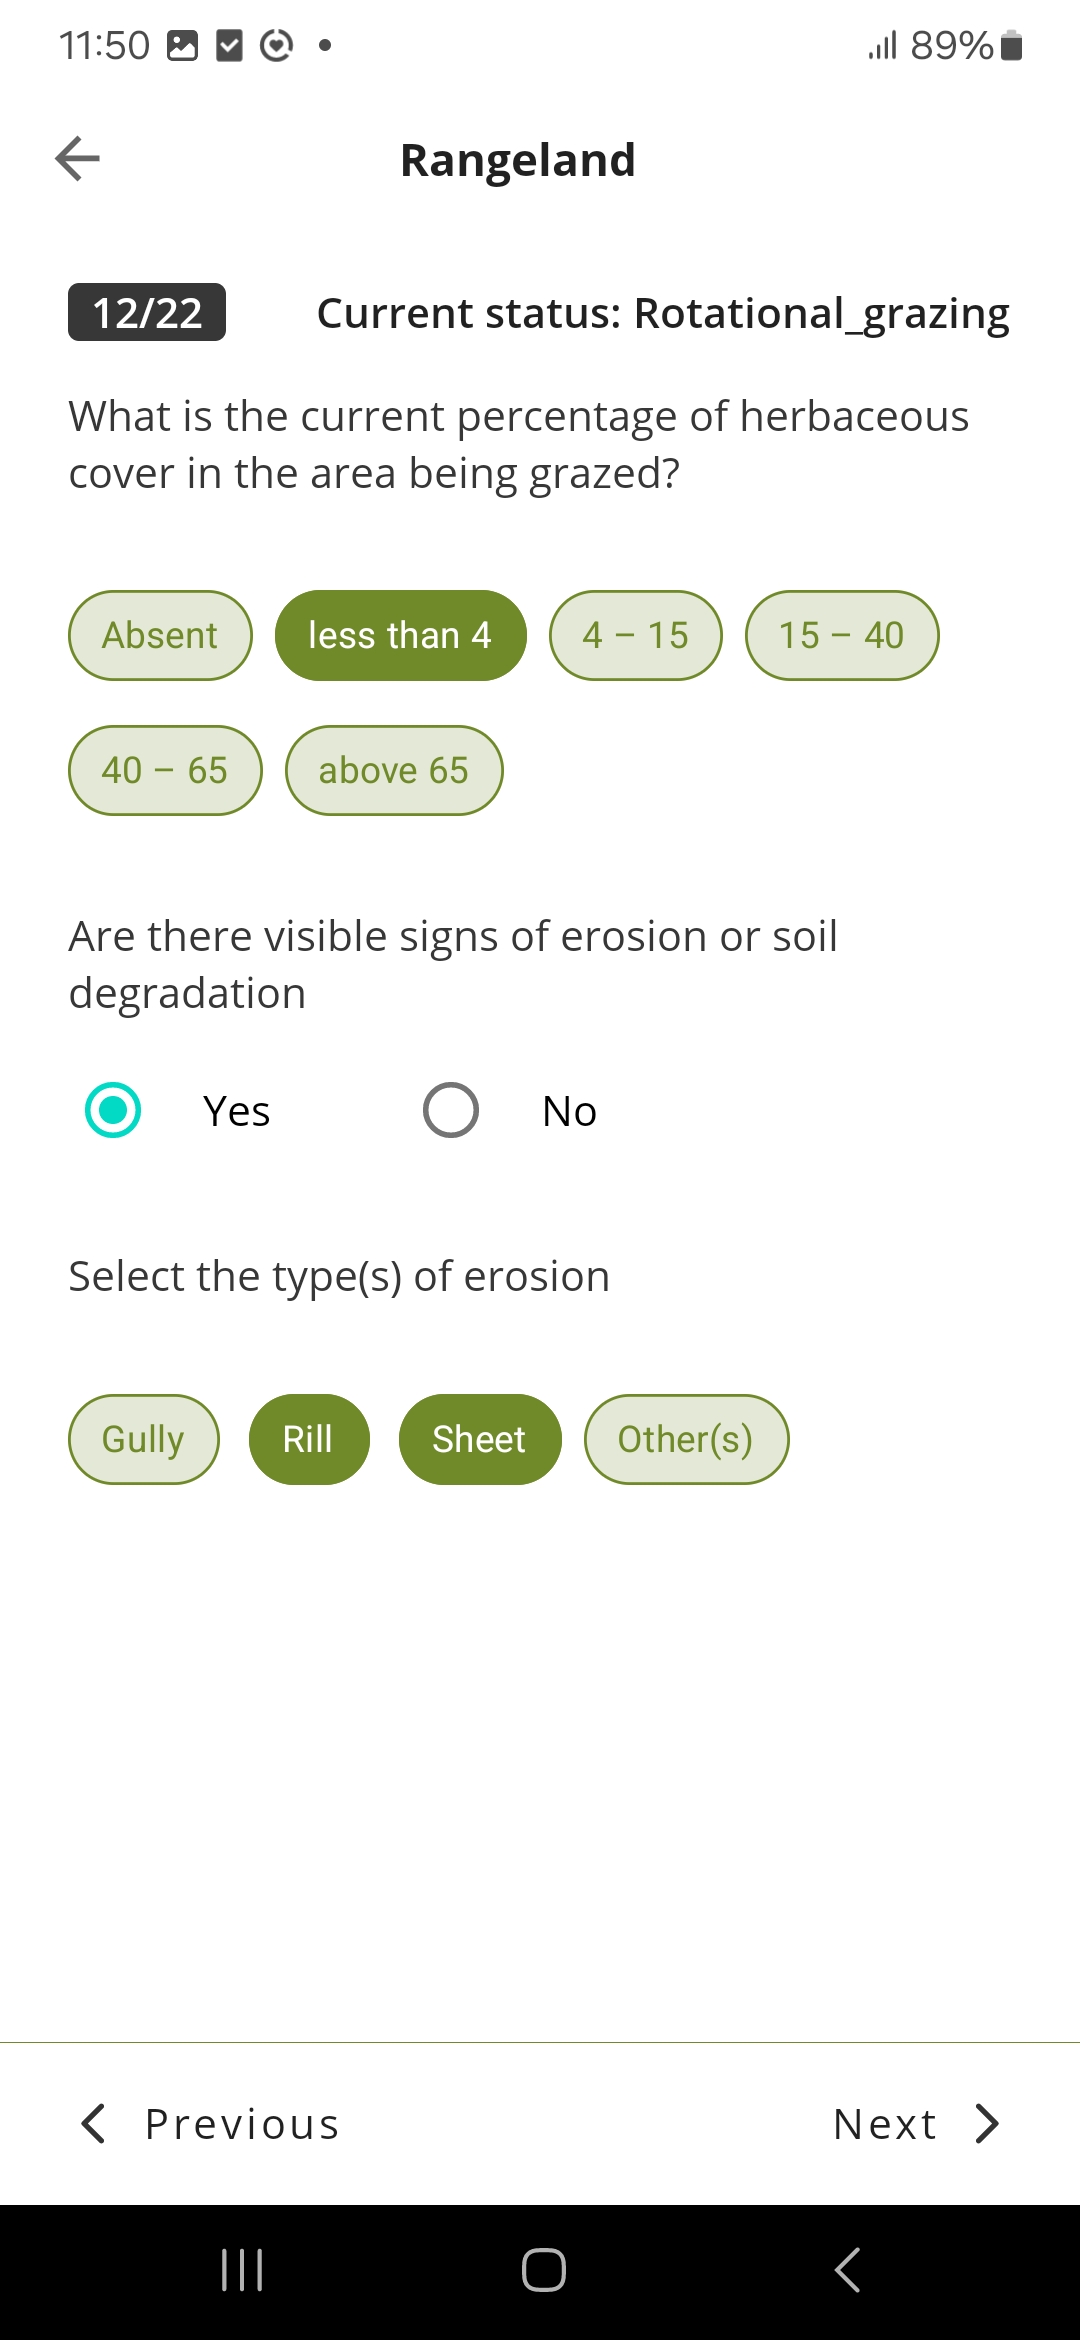 11:50
89%
Rangeland
12/22
Current status: Rotational_grazing
What is the current percentage of herbaceous
cover in the area being grazed?
Absent
less than 4
4 – 15
15 – 40
40 – 65
above 65
Are there visible signs of erosion or soil
degradation
Yes
No
Select the type(s) of erosion
Gully
Rill
Sheet
Other(s)
Previous
Next